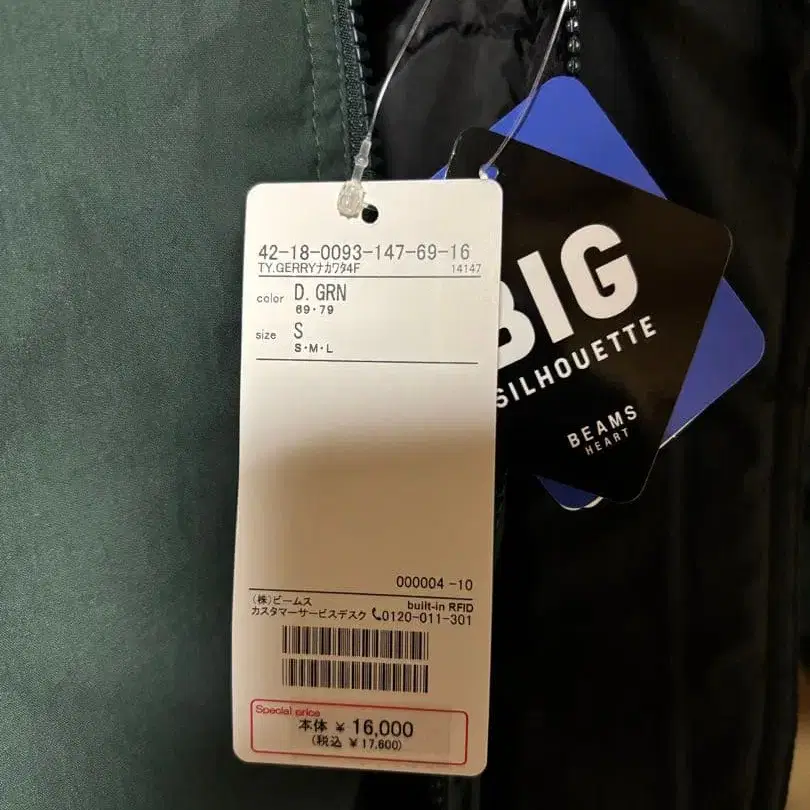 42-18-0093-147-69-16
TY.GERRYナカワタ4F 14147
color D. GRN
69・79
size S
S・M・L
000004 -10
(株)ビームス built-in RFID
カスタマーサービスデスク 0120-011-301
Special price
本体 ¥ 16,000
(税込 ¥17,600)
BIG
SILHOUETTE
BEAMS
HEART